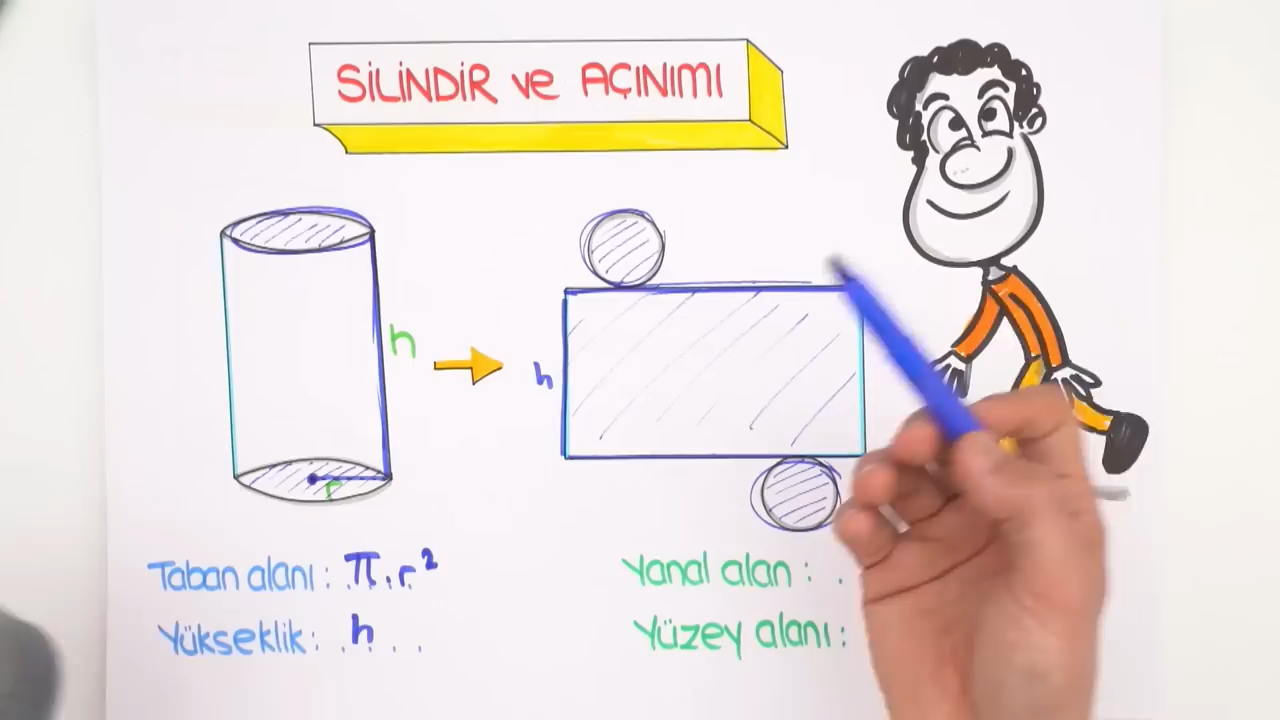 SİLİNDİR ve AÇINIMI
h
h
r
Taban alanı: π.r²
Yükseklik: h...
Yanal alan: .
Yüzey alanı: